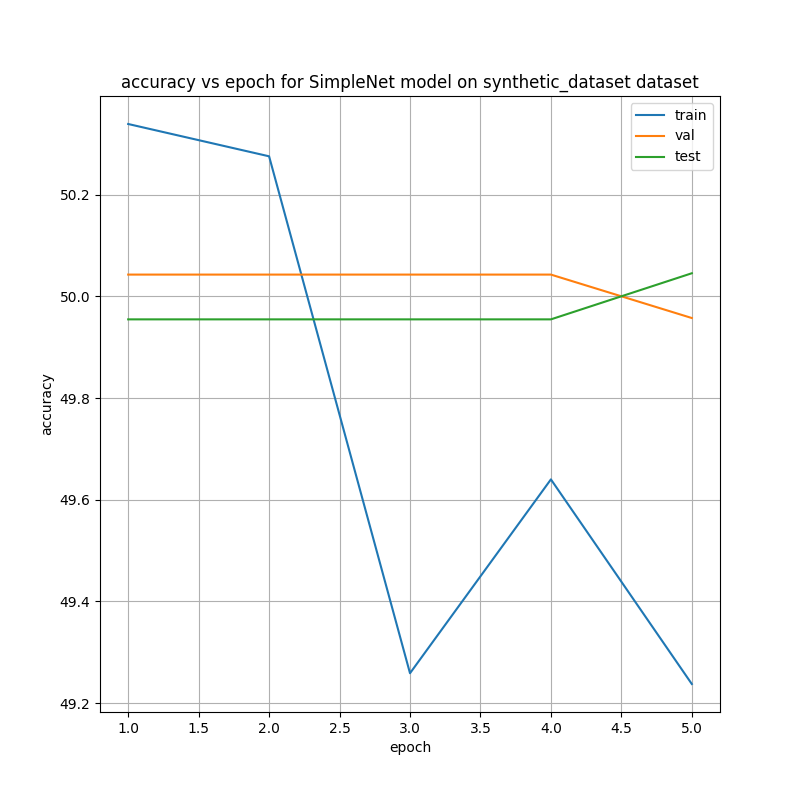 accuracy vs epoch for SimpleNet model on synthetic_dataset dataset
train
val
test
50.2
50.0
49.8
49.6
49.4
49.2
accuracy
1.0 1.5 2.0 2.5 3.0 3.5 4.0 4.5 5.0
epoch